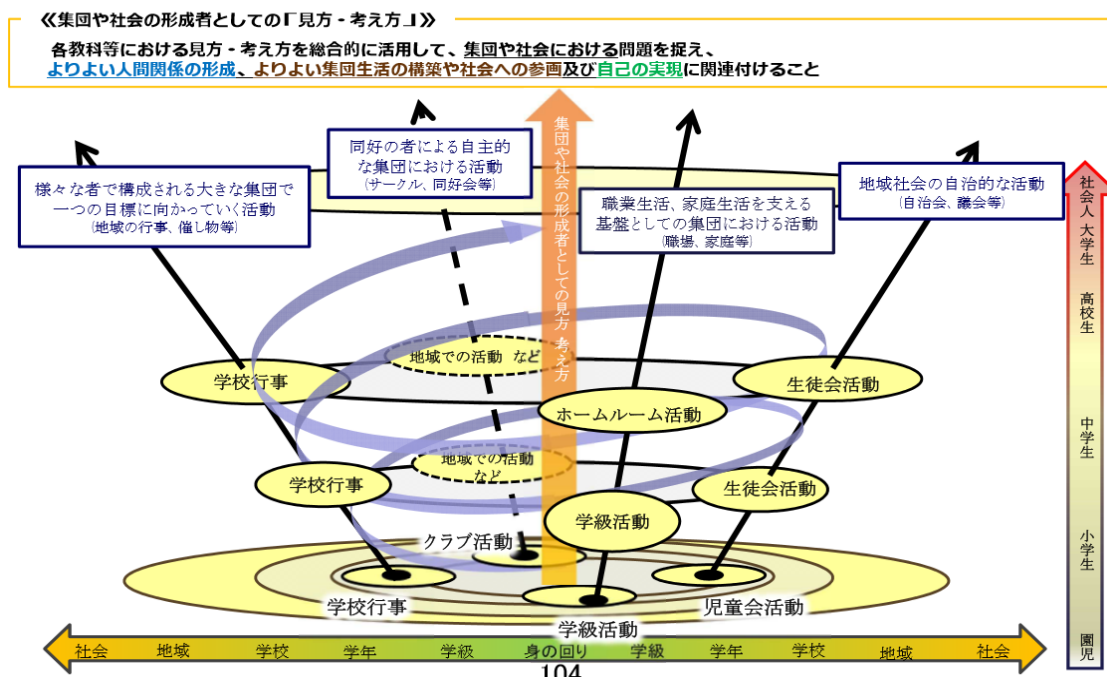 ≪集団や社会の形成者としての「見方・考え方」≫
各教科等における見方・考え方を総合的に活用して、集団や社会における問題を捉え、
よりよい人間関係の形成、よりよい集団生活の構築や社会への参画及び自己の実現に関連付けること
同好の者による自主的
な集団における活動
(サークル、同好会等)
様々な者で構成される大きな集団で
一つの目標に向かっていく活動
(地域の行事、催し物等)
職業生活、家庭生活を支える
基盤としての集団における活動
(職場、家庭等)
地域社会の自治的な活動
(自治会、議会等)
集団や社会の形成者としての見方・考え方
社会人
大学生
高校生
中学生
小学生
園児
地域での活動 など
学校行事
生徒会活動
ホームルーム活動
地域での活動
など
学校行事
生徒会活動
学級活動
クラブ活動
学校行事
児童会活動
学級活動
社会 地域 学校 学年 学級 身の回り 学級 学年 学校 地域 社会
104